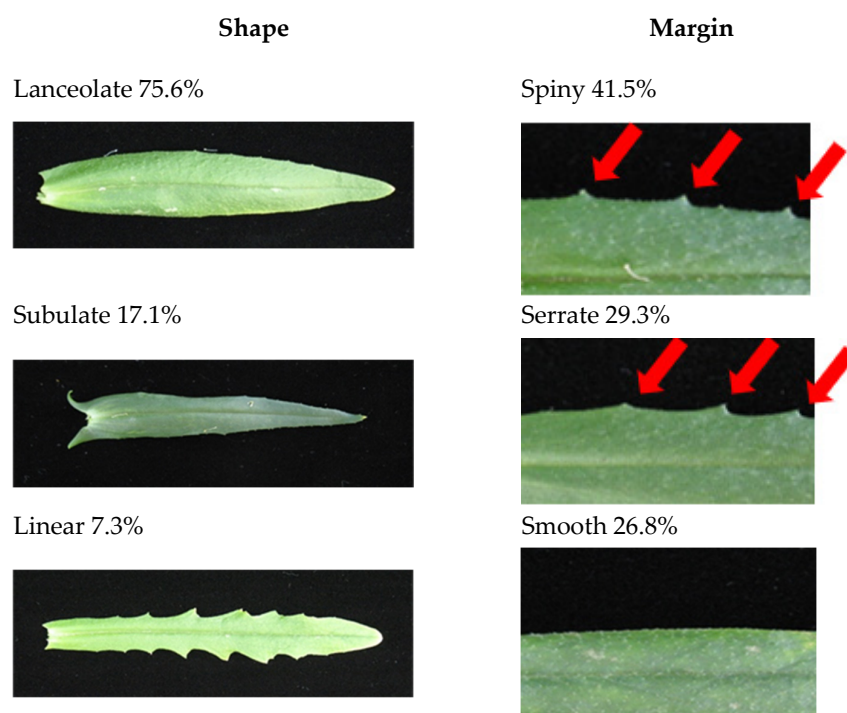 Shape
Margin
Lanceolate 75.6%
Spiny 41.5%
Subulate 17.1%
Serrate 29.3%
Linear 7.3%
Smooth 26.8%